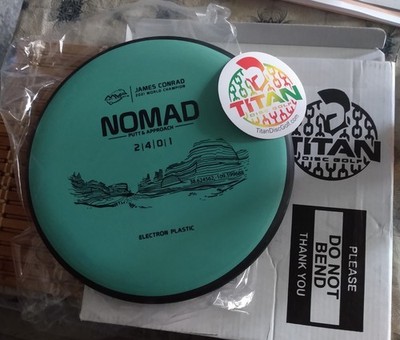 JAMES CONRAD
2021 WORLD CHAMPION
NOMAD
PUTT & APPROACH
2|4|0|1
ELECTRON PLASTIC
TITAN
TitanDiscGolf.com
TITAN
DISC GOLF
PLEASE
DO NOT
BEND
THANK YOU